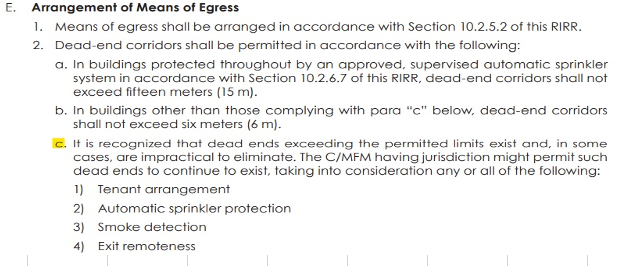 E. Arrangement of Means of Egress
1. Means of egress shall be arranged in accordance with Section 10.2.5.2 of this RIRR.
2. Dead-end corridors shall be permitted in accordance with the following:
a. In buildings protected throughout by an approved, supervised automatic sprinkler
system in accordance with Section 10.2.6.7 of this RIRR, dead-end corridors shall not
exceed fifteen meters (15 m).
b. In buildings other than those complying with para "c" below, dead-end corridors
shall not exceed six meters (6 m).
c. It is recognized that dead ends exceeding the permitted limits exist and, in some
cases, are impractical to eliminate. The C/MFM having jurisdiction might permit such
dead ends to continue to exist, taking into consideration any or all of the following:
1) Tenant arrangement
2) Automatic sprinkler protection
3) Smoke detection
4) Exit remoteness